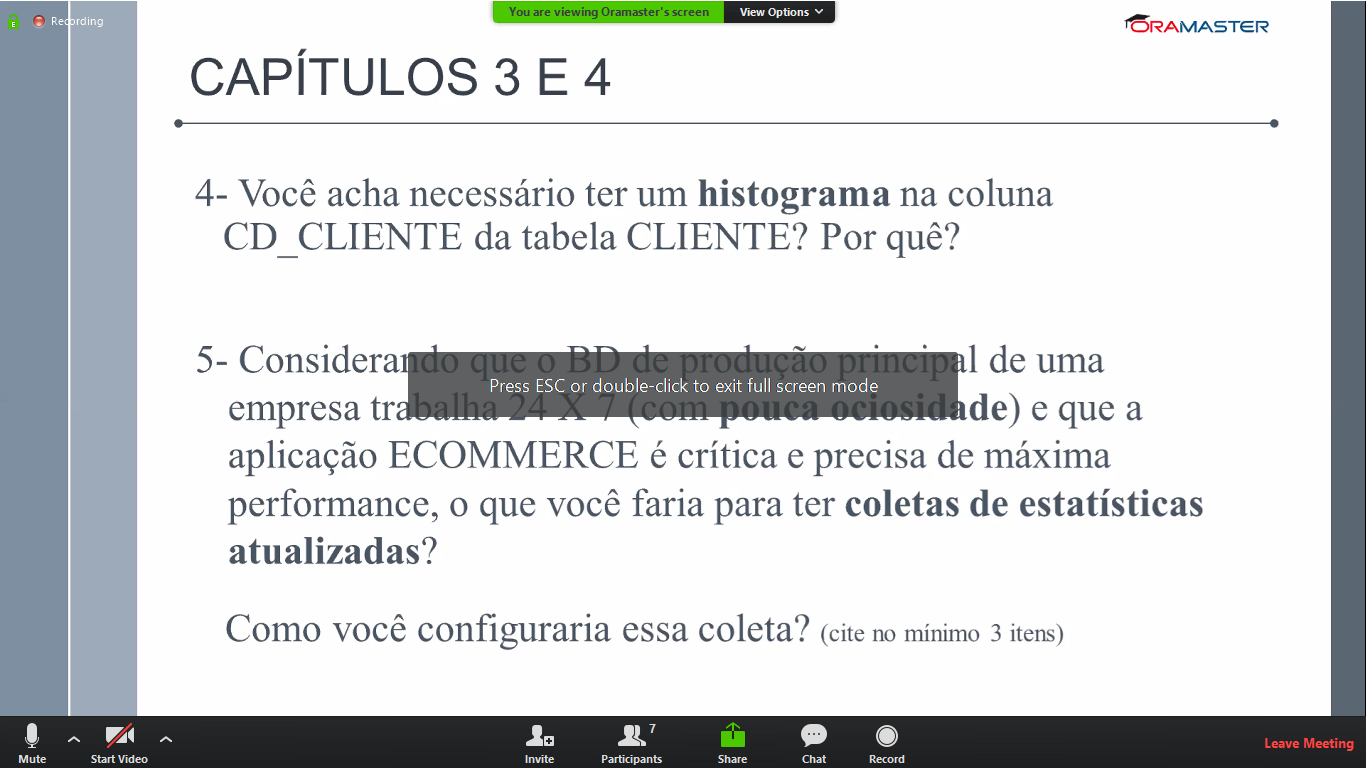 Recording
You are viewing Oramaster's screen
View Options
ORAMASTER
CAPÍTULOS 3 E 4
4- Você acha necessário ter um histograma na coluna
CD_CLIENTE da tabela CLIENTE? Por quê?
5- Considerando que o BD de produção principal de uma
Press ESC or double-click to exit full screen mode
empresa trabalha 24 X 7 (com pouca ociosidade) e que a
aplicação ECOMMERCE é crítica e precisa de máxima
performance, o que você faria para ter coletas de estatísticas
atualizadas?
Como você configuraria essa coleta? (cite no mínimo 3 itens)
Mute
Start Video
Invite
7
Participants
Share
Chat
Record
Leave Meeting